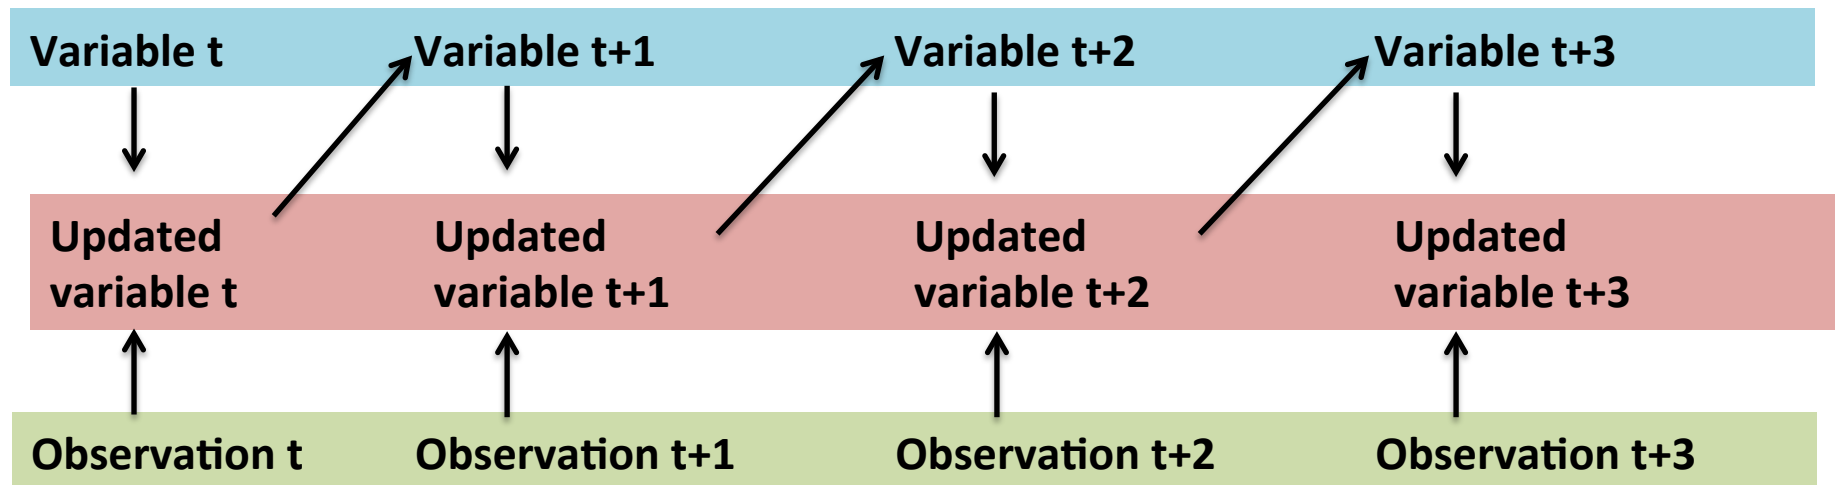 Variable t
Variable t+1
Variable t+2
Variable t+3
Updated
variable t
Updated
variable t+1
Updated
variable t+2
Updated
variable t+3
Observation t
Observation t+1
Observation t+2
Observation t+3